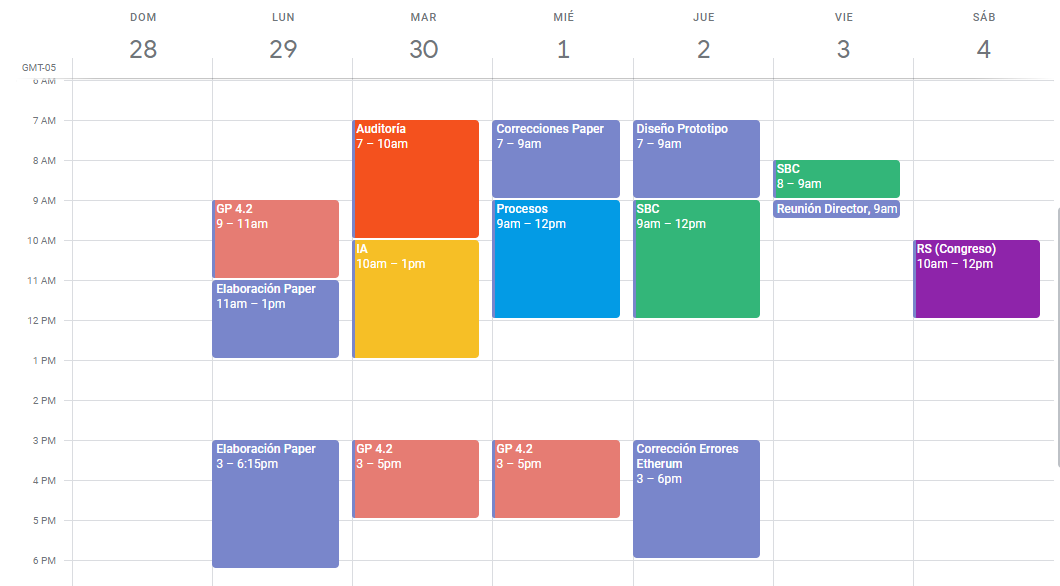 DOM LUN MAR MIÉ JUE VIE SÁB
28 29 30 1 2 3 4
GMT-05
6 AM
7 AM
Auditoría
7 – 10am
Correcciones Paper
7 – 9am
Diseño Prototipo
7 – 9am
8 AM
SBC
8 – 9am
9 AM
GP 4.2
9 – 11am
Procesos
9am – 12pm
SBC
9am – 12pm
Reunión Director, 9am
10 AM
IA
10am – 1pm
RS (Congreso)
10am – 12pm
11 AM
Elaboración Paper
11am – 1pm
12 PM
1 PM
2 PM
3 PM
Elaboración Paper
3 – 6:15pm
GP 4.2
3 – 5pm
GP 4.2
3 – 5pm
Corrección Errores
Etherum
3 – 6pm
4 PM
5 PM
6 PM